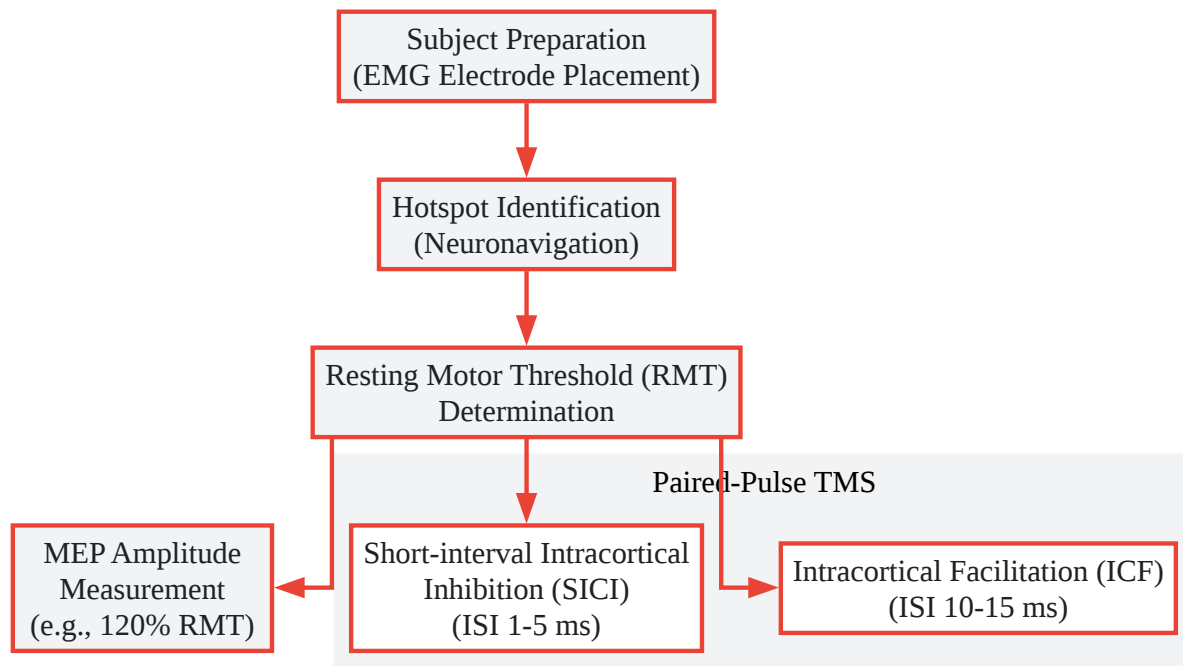 Subject Preparation
(EMG Electrode Placement)
Hotspot Identification
(Neuronavigation)
Resting Motor Threshold (RMT)
Determination
Paired-Pulse TMS
MEP Amplitude
Measurement
(e.g., 120% RMT)
Short-interval Intracortical
Inhibition (SICI)
(ISI 1-5 ms)
Intracortical Facilitation (ICF)
(ISI 10-15 ms)